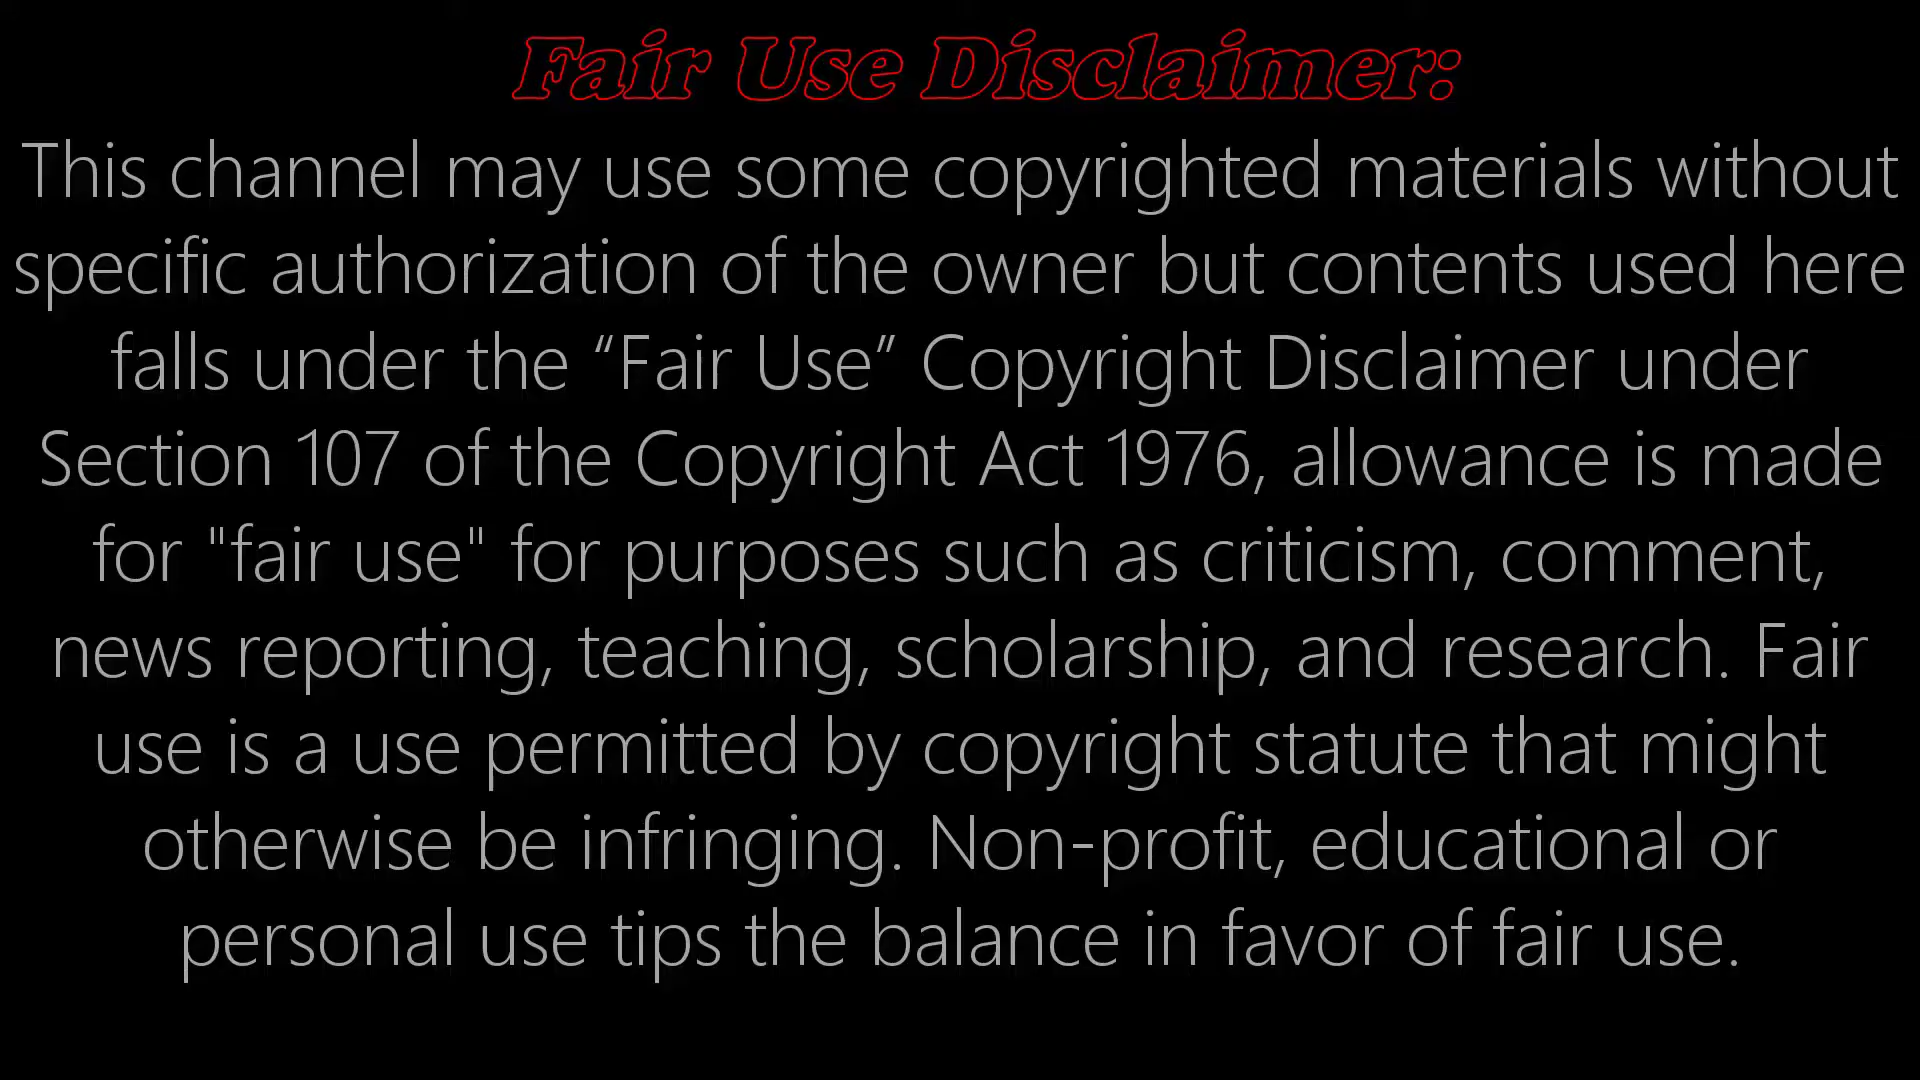 Fair Use Disclaimer:
This channel may use some copyrighted materials without
specific authorization of the owner but contents used here
falls under the “Fair Use” Copyright Disclaimer under
Section 107 of the Copyright Act 1976, allowance is made
for "fair use" for purposes such as criticism, comment,
news reporting, teaching, scholarship, and research. Fair
use is a use permitted by copyright statute that might
otherwise be infringing. Non-profit, educational or
personal use tips the balance in favor of fair use.